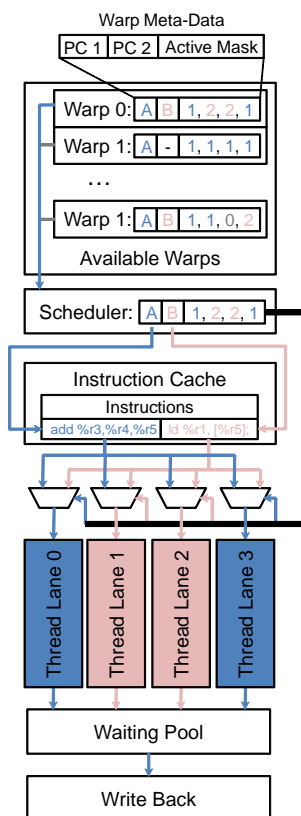 Warp Meta-Data
PC 1 PC 2 Active Mask
Warp 0: A B 1, 2, 2, 1
Warp 1: A - 1, 1, 1, 1
...
Warp 1: A B 1, 1, 0, 2
Available Warps
Scheduler: A B 1, 2, 2, 1
Instruction Cache
Instructions
add %r3,%r4,%r5 ld %r1, [%r5];
Thread Lane 0
Thread Lane 1
Thread Lane 2
Thread Lane 3
Waiting Pool
Write Back